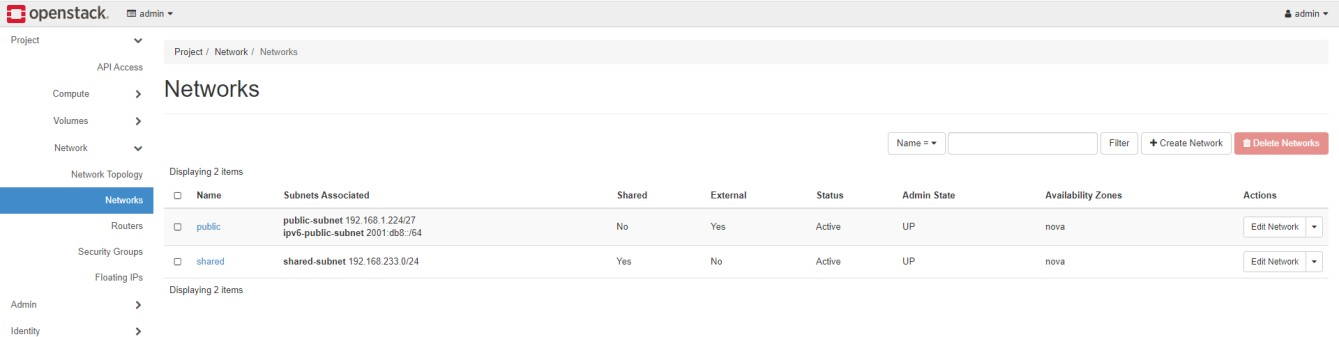 openstack. admin admin
Project
API Access
Compute
Volumes
Network
Network Topology
Networks
Routers
Security Groups
Floating IPs
Admin
Identity
Project / Network / Networks
Networks
Name = Filter + Create Network Delete Networks
Displaying 2 items
Name Subnets Associated Shared External Status Admin State Availability Zones Actions
public public-subnet 192.168.1.224/27 No Yes Active UP nova Edit Network
ipv6-public-subnet 2001:db8::/64
shared shared-subnet 192.168.233.0/24 Yes No Active UP nova Edit Network
Displaying 2 items